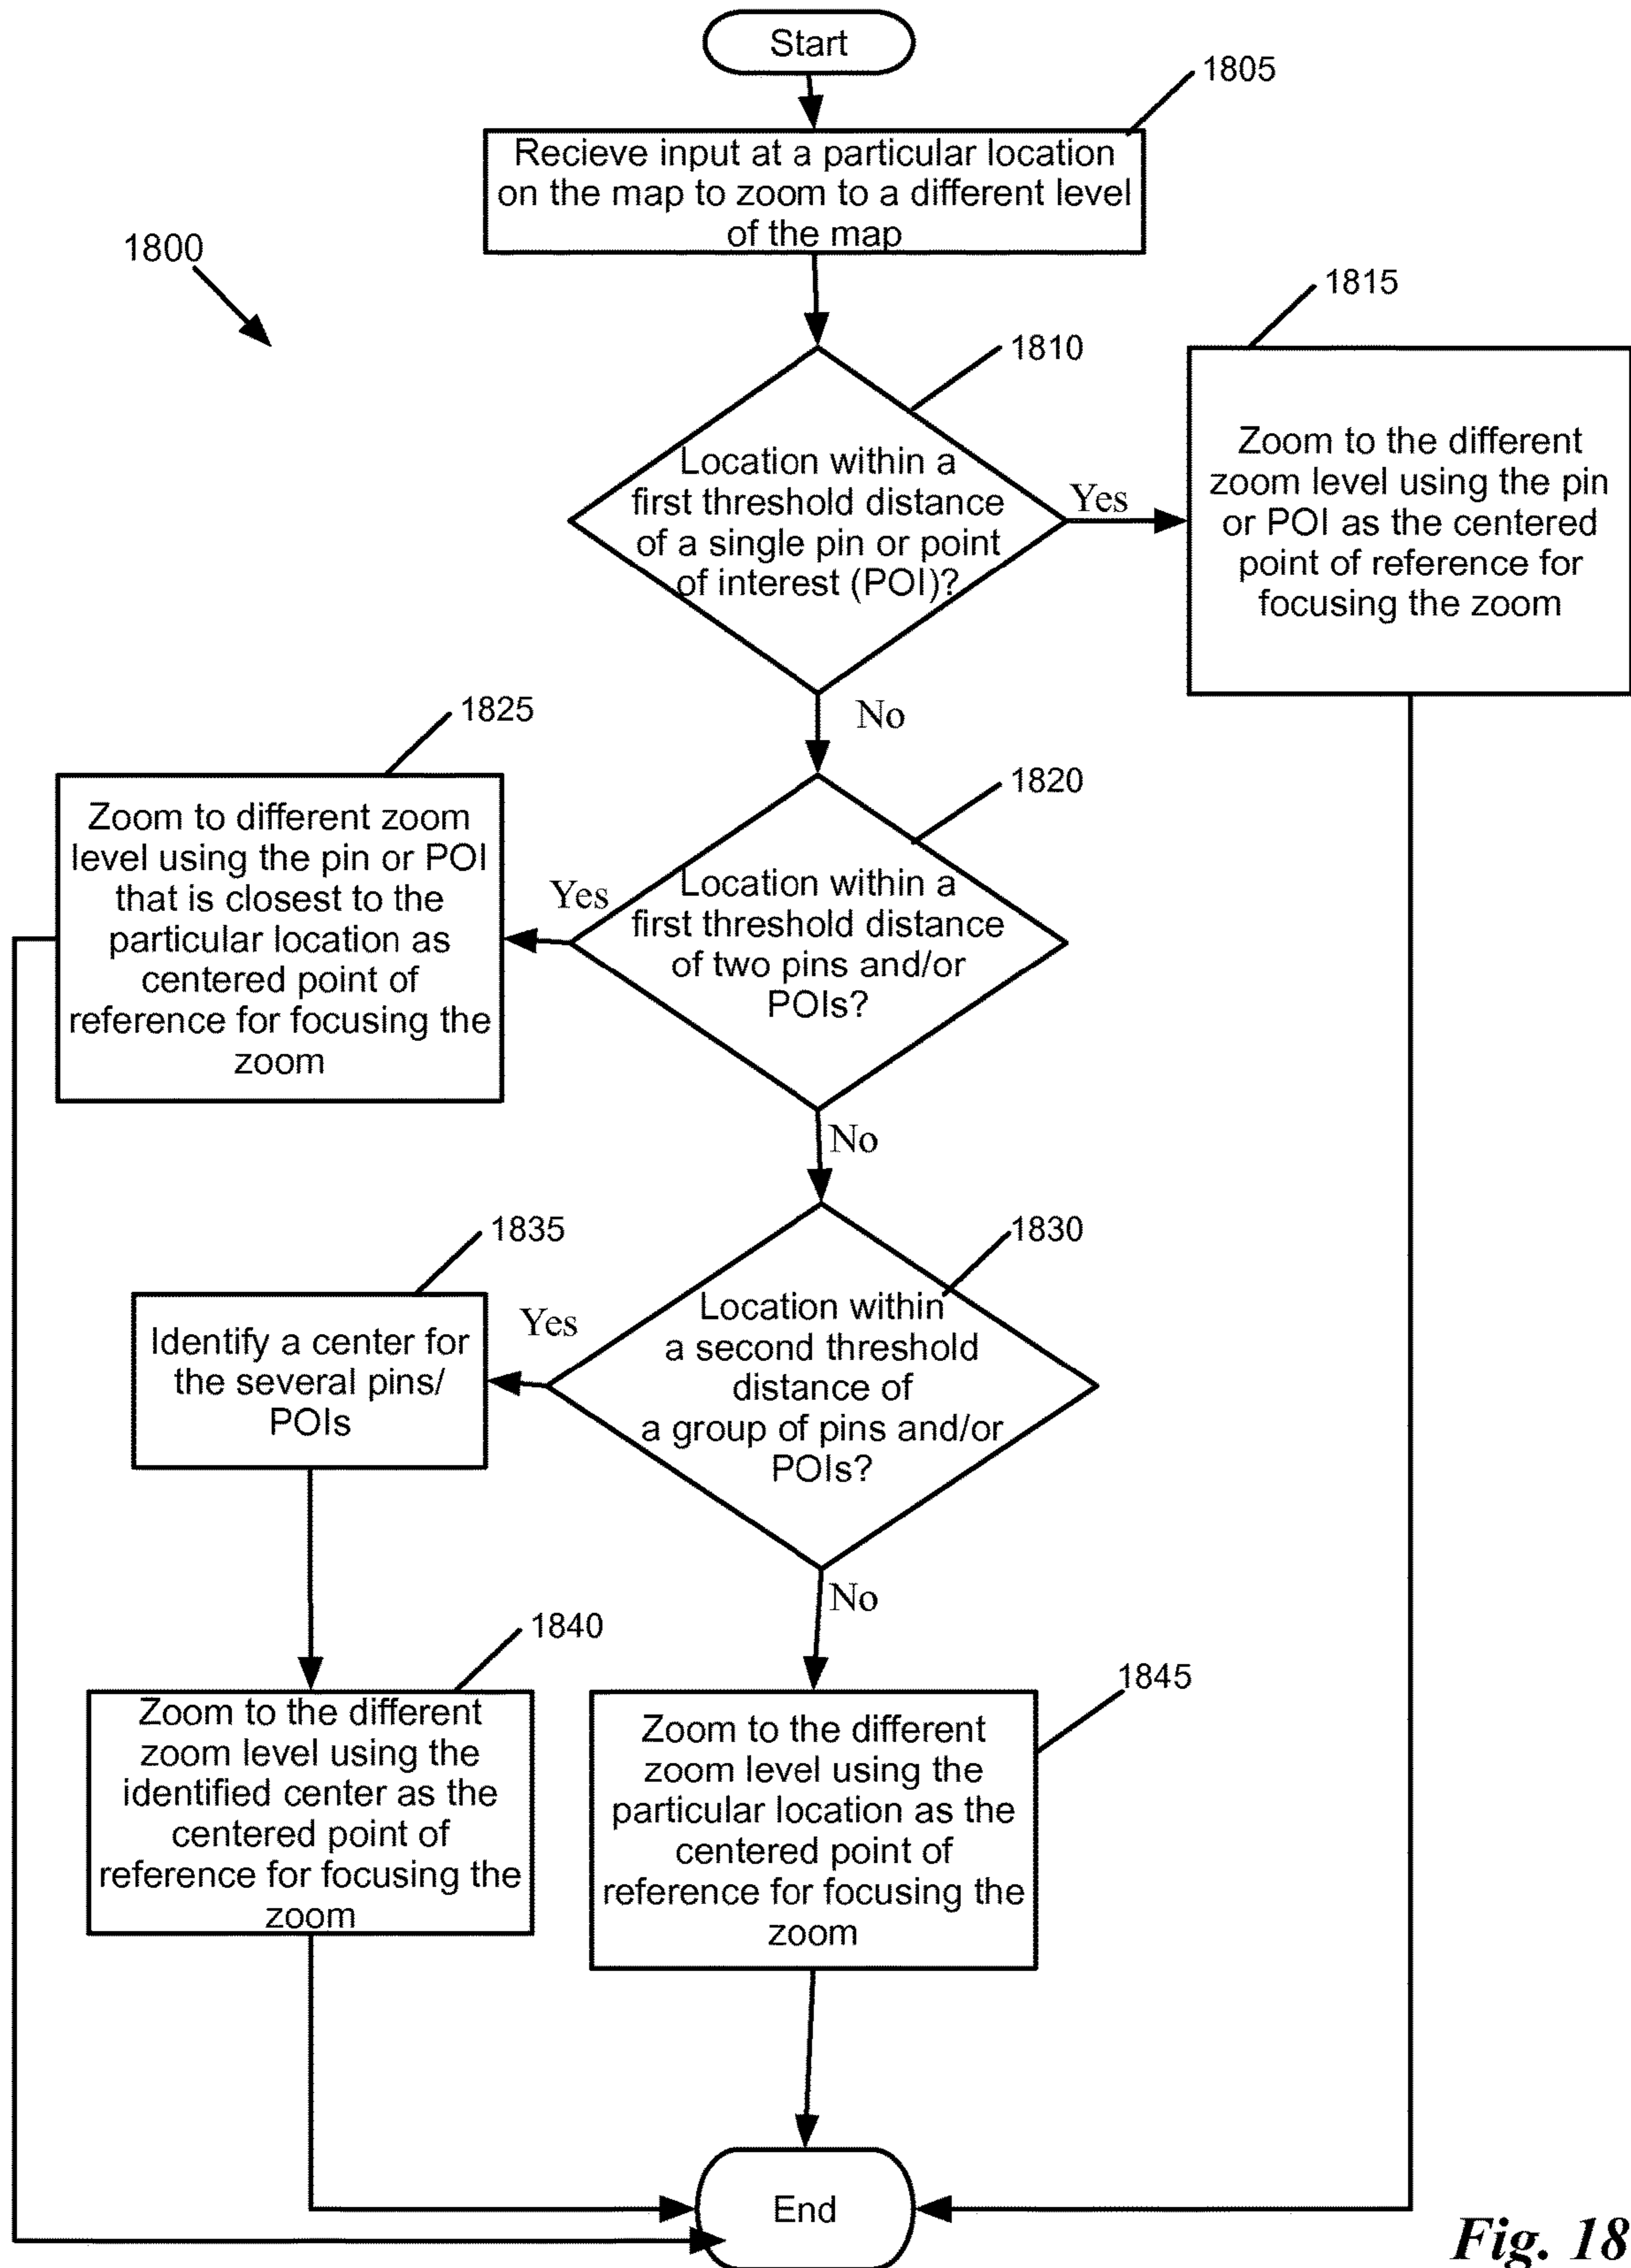 Start
1805
Recieve input at a particular location
on the map to zoom to a different level
of the map
1800
1810
Location within a
first threshold distance
of a single pin or point
of interest (POI)?
Yes
1815
Zoom to the different
zoom level using the pin
or POI as the centered
point of reference for
focusing the zoom
No
1825
Zoom to different zoom
level using the pin or POI
that is closest to the
particular location as
centered point of
reference for focusing the
zoom
Yes
1820
Location within a
first threshold distance
of two pins and/or
POIs?
No
1835
Identify a center for
the several pins/
POIs
Yes
1830
Location within
a second threshold
distance of
a group of pins and/or
POIs?
No
1840
Zoom to the different
zoom level using the
identified center as the
centered point of
reference for focusing the
zoom
1845
Zoom to the different
zoom level using the
particular location as the
centered point of
reference for focusing the
zoom
End
Fig. 18